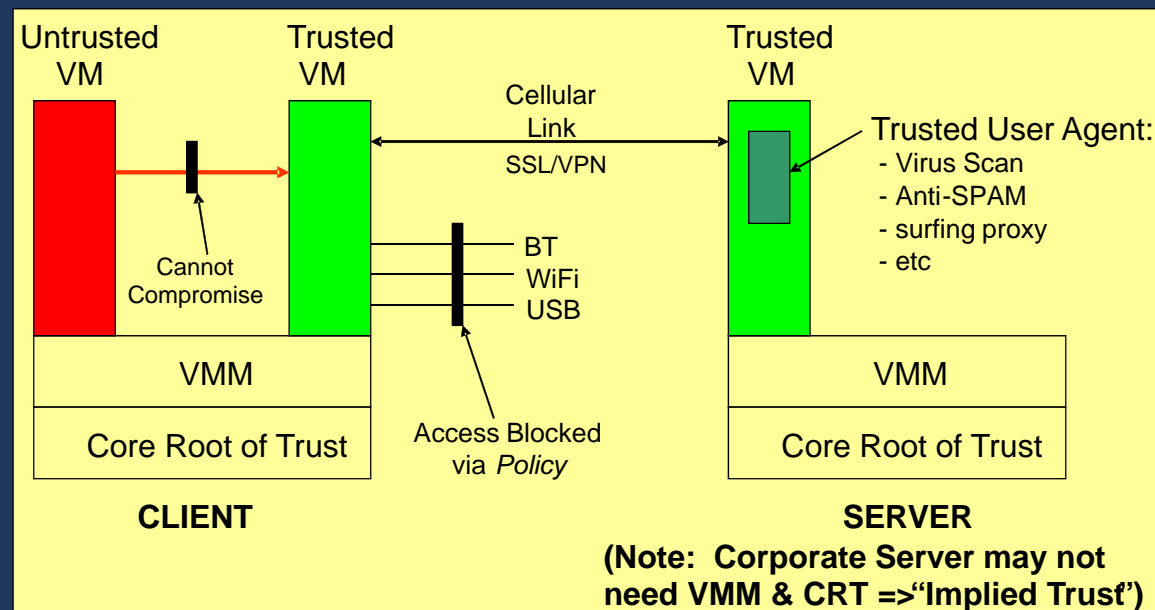 Untrusted
VM
Trusted
VM
Trusted
VM
Cellular
Link
SSL/VPN
Trusted User Agent:
- Virus Scan
- Anti-SPAM
- surfing proxy
- etc
Cannot
Compromise
BT
WiFi
USB
VMM
Core Root of Trust
Access Blocked
via Policy
VMM
Core Root of Trust
CLIENT
SERVER
(Note: Corporate Server may not
need VMM & CRT =>“Implied Trust”)